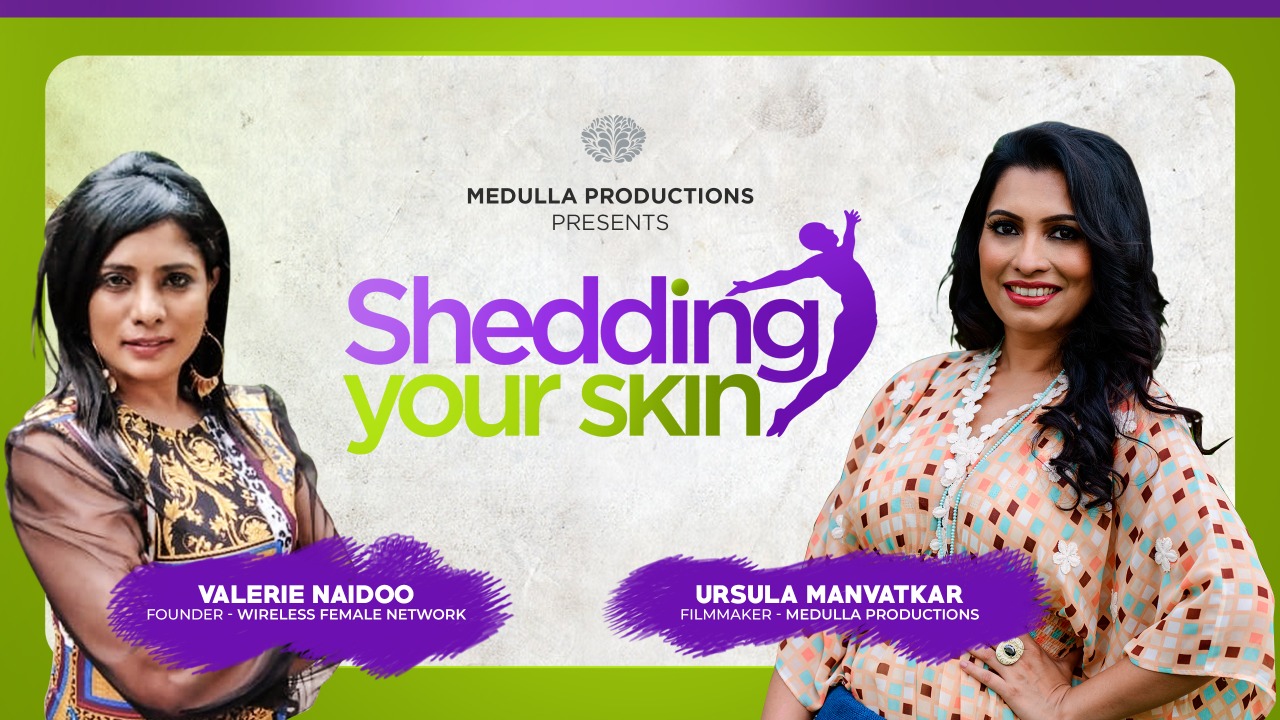 MEDULLA PRODUCTIONS
PRESENTS
Shedding
your skin
VALERIE NAIDOO
FOUNDER - WIRELESS FEMALE NETWORK
URSULA MANVATKAR
FILMMAKER - MEDULLA PRODUCTIONS